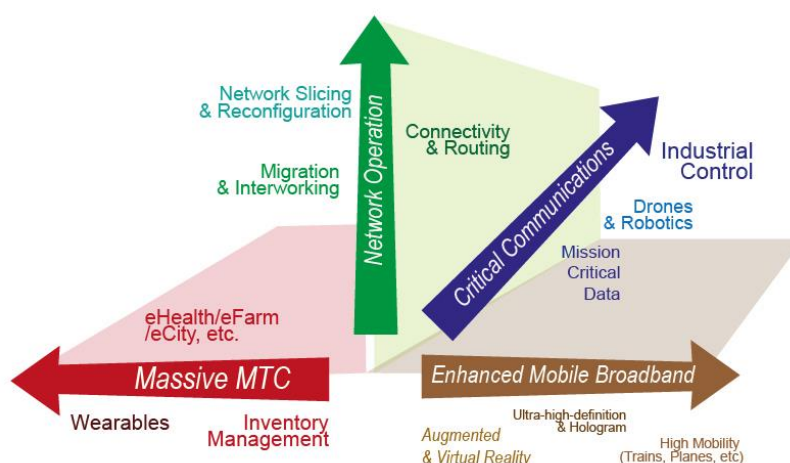 Network Slicing
& Reconfiguration
Migration
& Interworking
Network Operation
Connectivity
& Routing
Critical Communications
Industrial
Control
Drones
& Robotics
Mission
Critical
Data
eHealth/eFarm
/eCity, etc.
Massive MTC
Enhanced Mobile Broadband
Wearables
Inventory
Management
Ultra-high-definition
& Hologram
Augmented
& Virtual Reality
High Mobility
(Trains, Planes, etc)